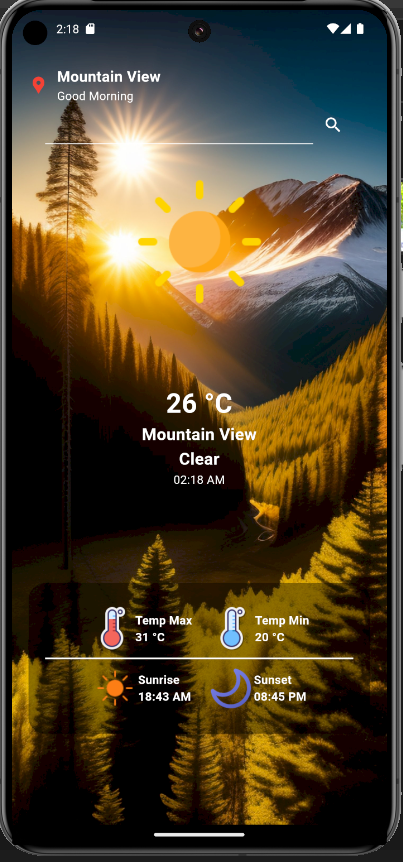 2:18
Mountain View
Good Morning
26 °C
Mountain View
Clear
02:18 AM
Temp Max
31 °C
Temp Min
20 °C
Sunrise
18:43 AM
Sunset
08:45 PM